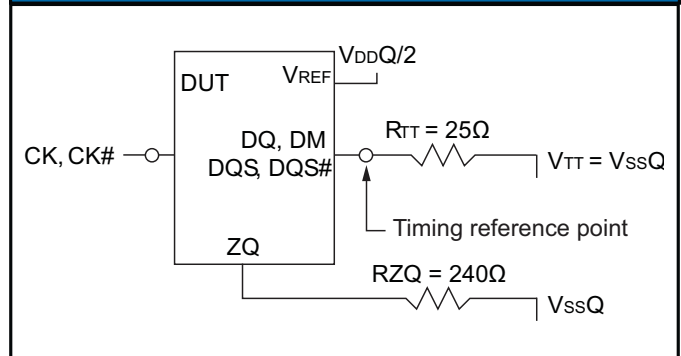 VDDQ/2
DUT
VREF
RTT = 25Ω
DQ, DM
CK, CK#
DQS, DQS#
VTT = VSSQ
Timing reference point
ZQ
RZQ = 240Ω
VSSQ